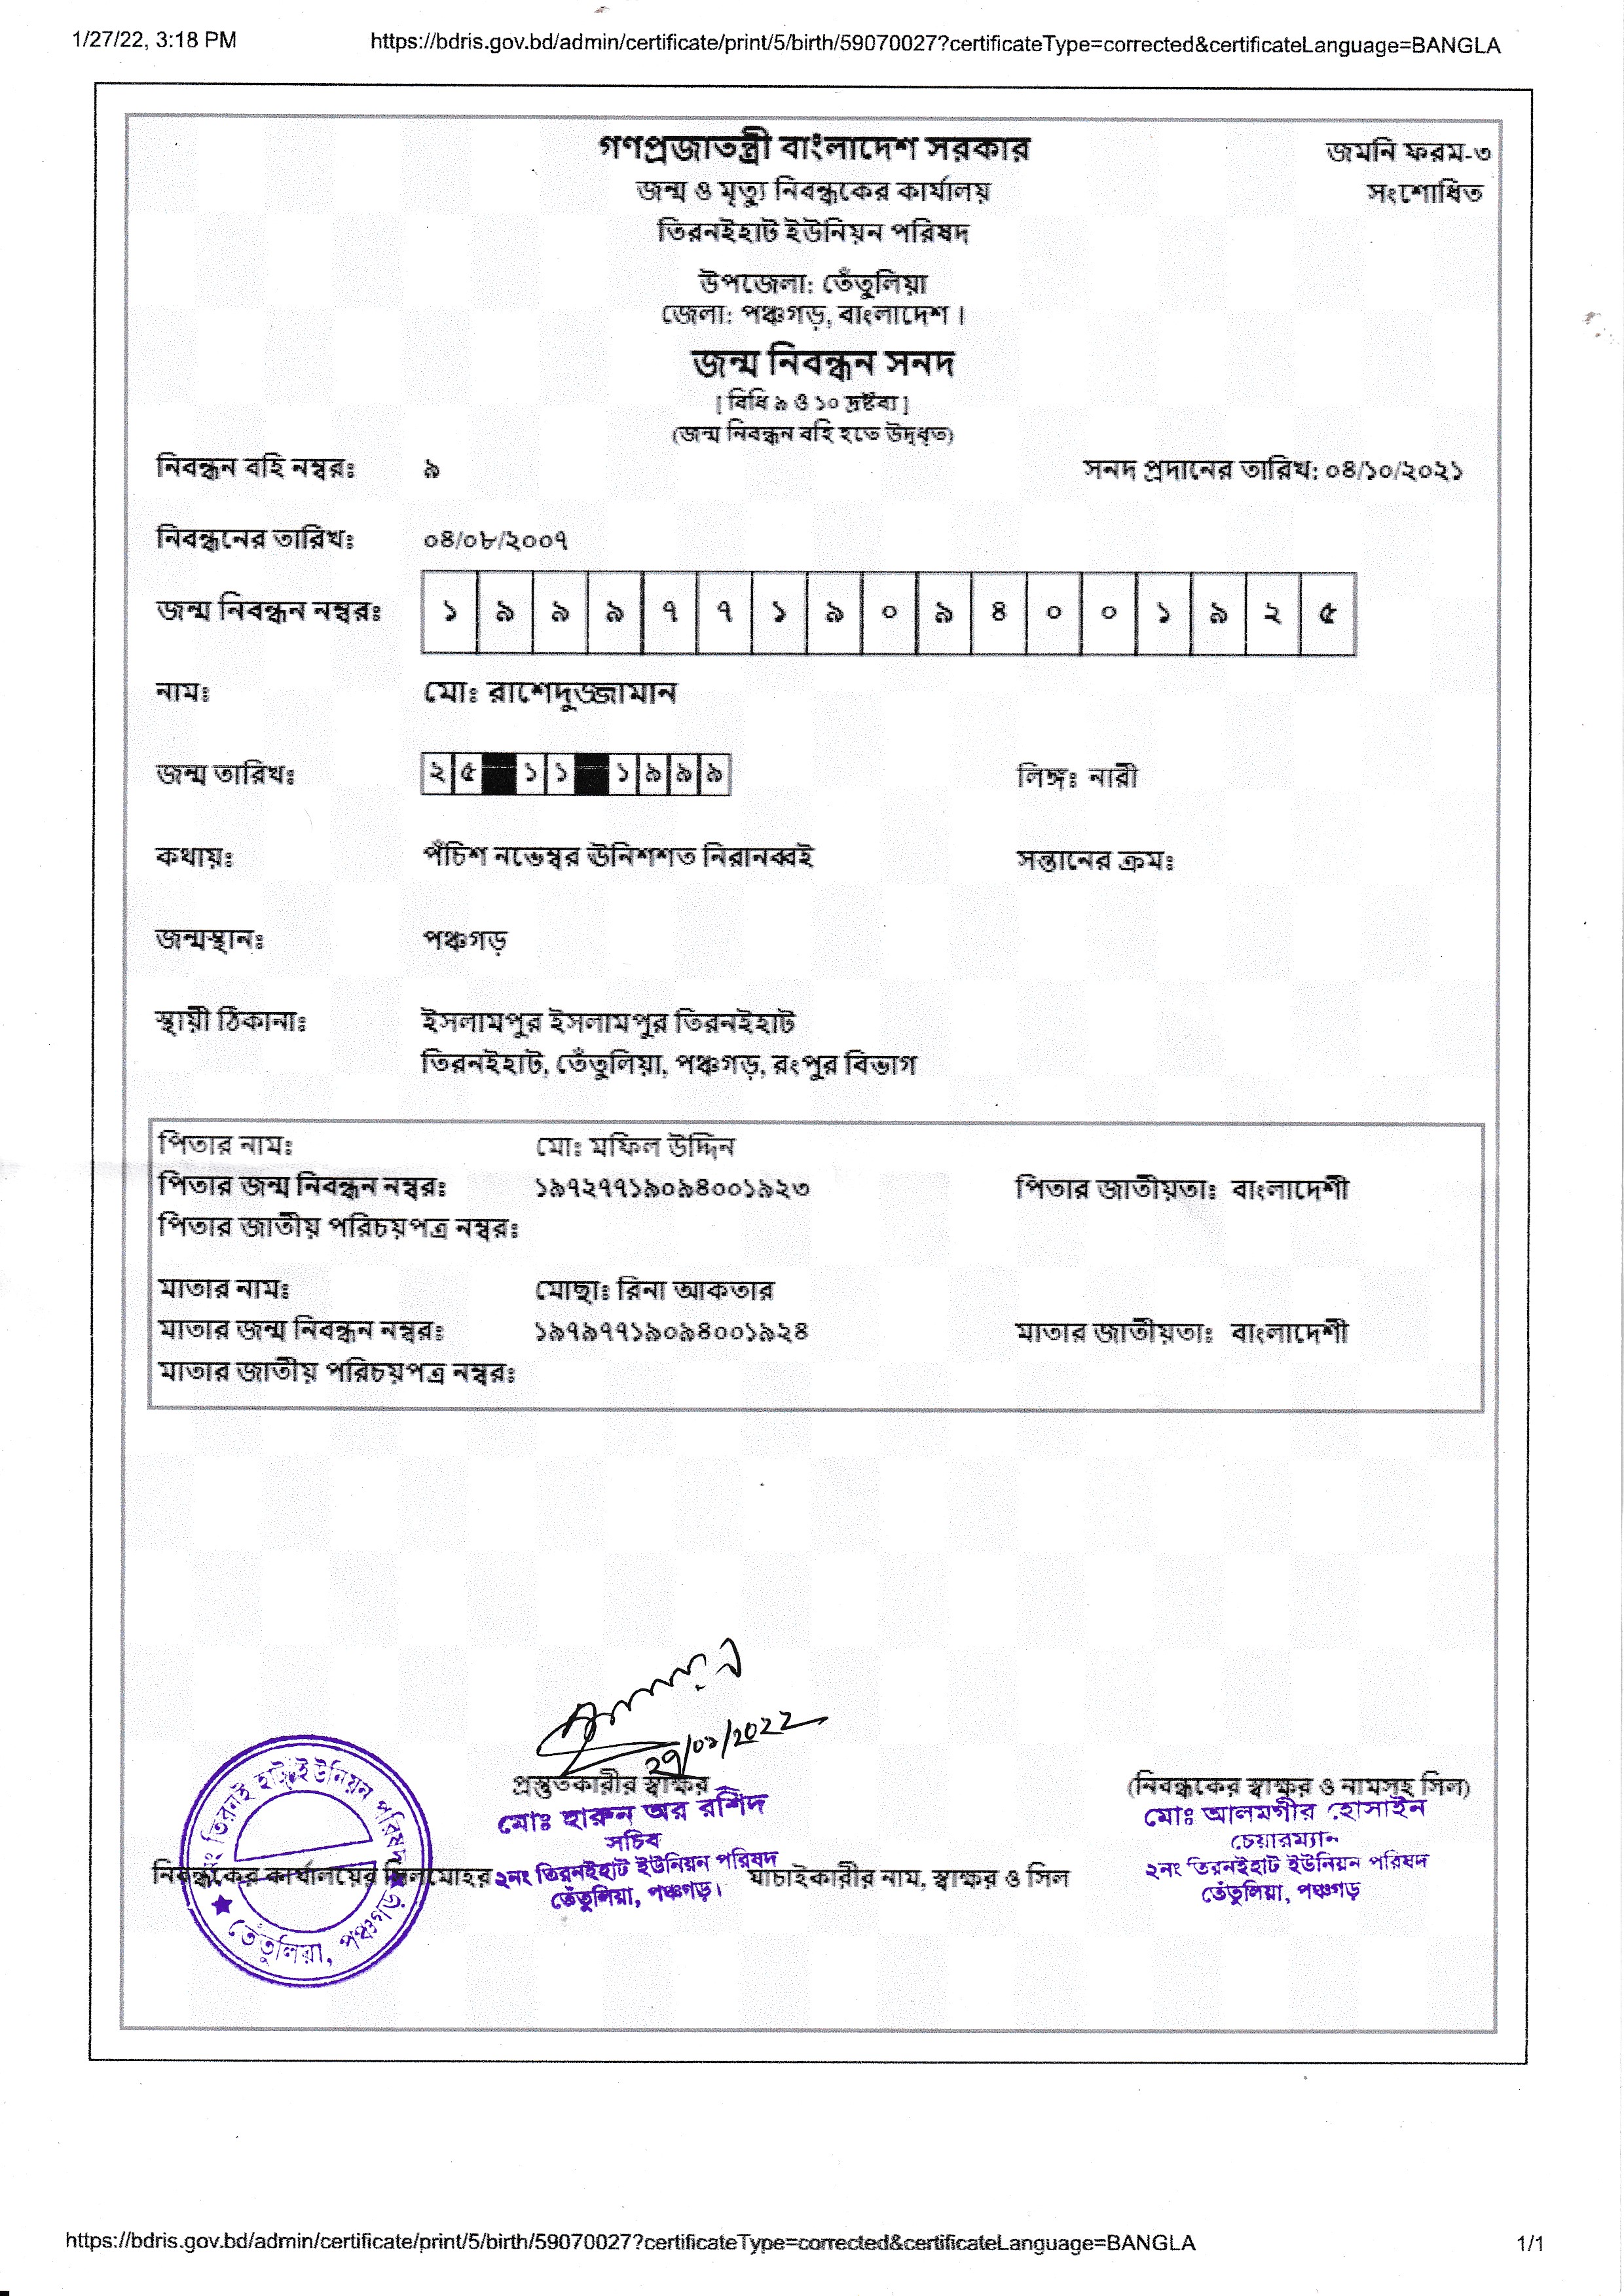 1/27/22, 3:18 PM https://bdris.gov.bd/admin/certificate/print/5/birth/59070027?certificateType=corrected&certificateLanguage=BANGLA
গণপ্রজাতন্ত্রী বাংলাদেশ সরকার জমনি ফরম-৩
জন্ম ও মৃত্যু নিবন্ধকের কার্যালয় সংশোধিত
তিরনইহাট ইউনিয়ন পরিষদ
উপজেলা: তেঁতুলিয়া
জেলা: পঞ্চগড়, বাংলাদেশ ।
জন্ম নিবন্ধন সনদ
[ বিধি ৯ ও ১০ দ্রষ্টব্য ]
(জন্ম নিবন্ধন বহি হতে উদ্ধৃত)
নিবন্ধন বহি নম্বরঃ ৯ সনদ প্রদানের তারিখ: ০৪/১০/২০২১
নিবন্ধনের তারিখঃ ০৪/০৮/২০০৭
জন্ম নিবন্ধন নম্বরঃ ১ ৯ ৯ ৯ ৭ ৭ ১ ৯ ০ ৯ ৪ ০ ০ ১ ৯ ২ ৫
নামঃ মোঃ রাশেদুজ্জামান
জন্ম তারিখঃ ২ ৫ ১ ১ ১ ৯ ৯ ৯ লিঙ্গঃ নারী
কথায়ঃ পঁচিশ নভেম্বর ঊনিশশত নিরানব্বই সন্তানের ক্রমঃ
জন্মস্থানঃ পঞ্চগড়
স্থায়ী ঠিকানাঃ ইসলামপুর ইসলামপুর তিরনইহাট
তিরনইহাট, তেঁতুলিয়া, পঞ্চগড়, রংপুর বিভাগ
পিতার নামঃ মোঃ মফিল উদ্দিন
পিতার জন্ম নিবন্ধন নম্বরঃ ১৯৭২৭৭১৯০৯৪০০১৯২৩ পিতার জাতীয়তাঃ বাংলাদেশী
পিতার জাতীয় পরিচয়পত্র নম্বরঃ
মাতার নামঃ মোছাঃ রিনা আকতার
মাতার জন্ম নিবন্ধন নম্বরঃ ১৯৭৯৭৭১৯০৯৪০০১৯২৪ মাতার জাতীয়তাঃ বাংলাদেশী
মাতার জাতীয় পরিচয়পত্র নম্বরঃ
প্রস্তুতকারীর স্বাক্ষর (নিবন্ধকের স্বাক্ষর ও নামসহ সিল)
মোঃ হারুন অর রশিদ মোঃ আলমগীর হোসাইন
সচিব চেয়ারম্যান
২নং তিরনইহাট ইউনিয়ন পরিষদ ২নং তিরনইহাট ইউনিয়ন পরিষদ
তেঁতুলিয়া, পঞ্চগড়। তেঁতুলিয়া, পঞ্চগড়
নিবন্ধকের কার্যালয়ের সিলমোহর যাচাইকারীর নাম, স্বাক্ষর ও সিল
নং তিরনই হাট ইউনিয়ন পরিষদ
তেঁতুলিয়া, পঞ্চগড়
https://bdris.gov.bd/admin/certificate/print/5/birth/59070027?certificateType=corrected&certificateLanguage=BANGLA 1/1